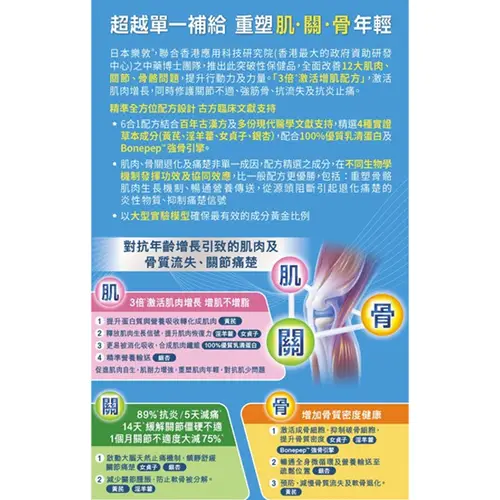 超越單一補給 重塑肌·關·骨年輕
日本樂敦®,聯合香港應用科技研究院(香港最大的政府資助研發
中心)之中藥博士團隊,推出此突破性保健品,全面改善12大肌肉、
關節、骨骼問題,提升行動力及力量。「3倍*激活增肌配方」,激活
肌肉增長,同時修護關節不適、強筋骨、抗流失及抗炎止痛。
精準全方位配方設計 古方臨床文獻支持
• 6合1配方結合百年古漢方及多份現代醫學文獻支持,精選4種實證
草本成分(黃芪、淫羊藿、女貞子、銀杏),配合100%優質乳清蛋白及
Bonepep™強骨引擎。
• 肌肉、骨關退化及痛楚非單一成因,配方精選之成分,在不同生物學
機制發揮功效及協同效應,比一般配方更優勝,包括:重塑骨骼
肌肉生長機制、暢通營養傳送,從源頭阻斷引起退化痛楚的
炎性物質、抑制痛楚信號
• 以大型實驗模型確保最有效的成分黃金比例
對抗年齡增長引致的肌肉及
骨質流失、關節痛楚
肌
關
骨
肌
3倍*激活肌肉增長 增肌不增脂
1 提升蛋白質與營養吸收轉化成肌肉 黃芪
2 釋放肌肉生長信號,提升肌肉恢復力 淫羊藿 女貞子
3 更易被消化吸收,合成肌肉纖維 100%優質乳清蛋白
4 精準營養輸送 銀杏
促進肌肉自生,肌耐力增強,重塑肌肉年輕,對抗肌少問題
關
89%*抗炎/5天減痛^
14天^緩解關節僵硬不適
1個月關節不適度大減75%^
1 啟動大腦天然止痛機制,瞬靜舒緩
關節痛楚 女貞子 銀杏
2 減少關節腫脹,防止軟骨被分解。
黃芪
骨
增加骨質密度健康
1 激活成骨細胞,抑制破骨細胞,
提升骨質密度 女貞子 淫羊藿
Bonepep™強骨引擎
2 暢通全身微循環及營養輸送至
疏鬆位置 銀杏
3 預防、減慢骨質流失及軟骨退化。
黃芪